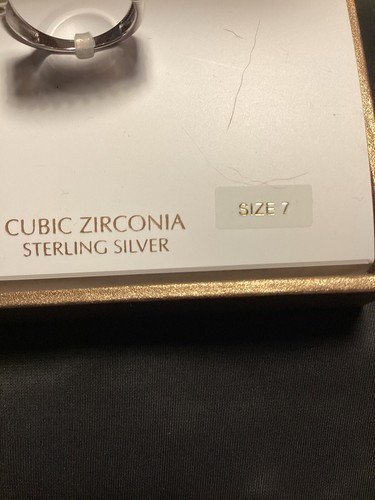 CUBIC ZIRCONIA
STERLING SILVER
SIZE 7